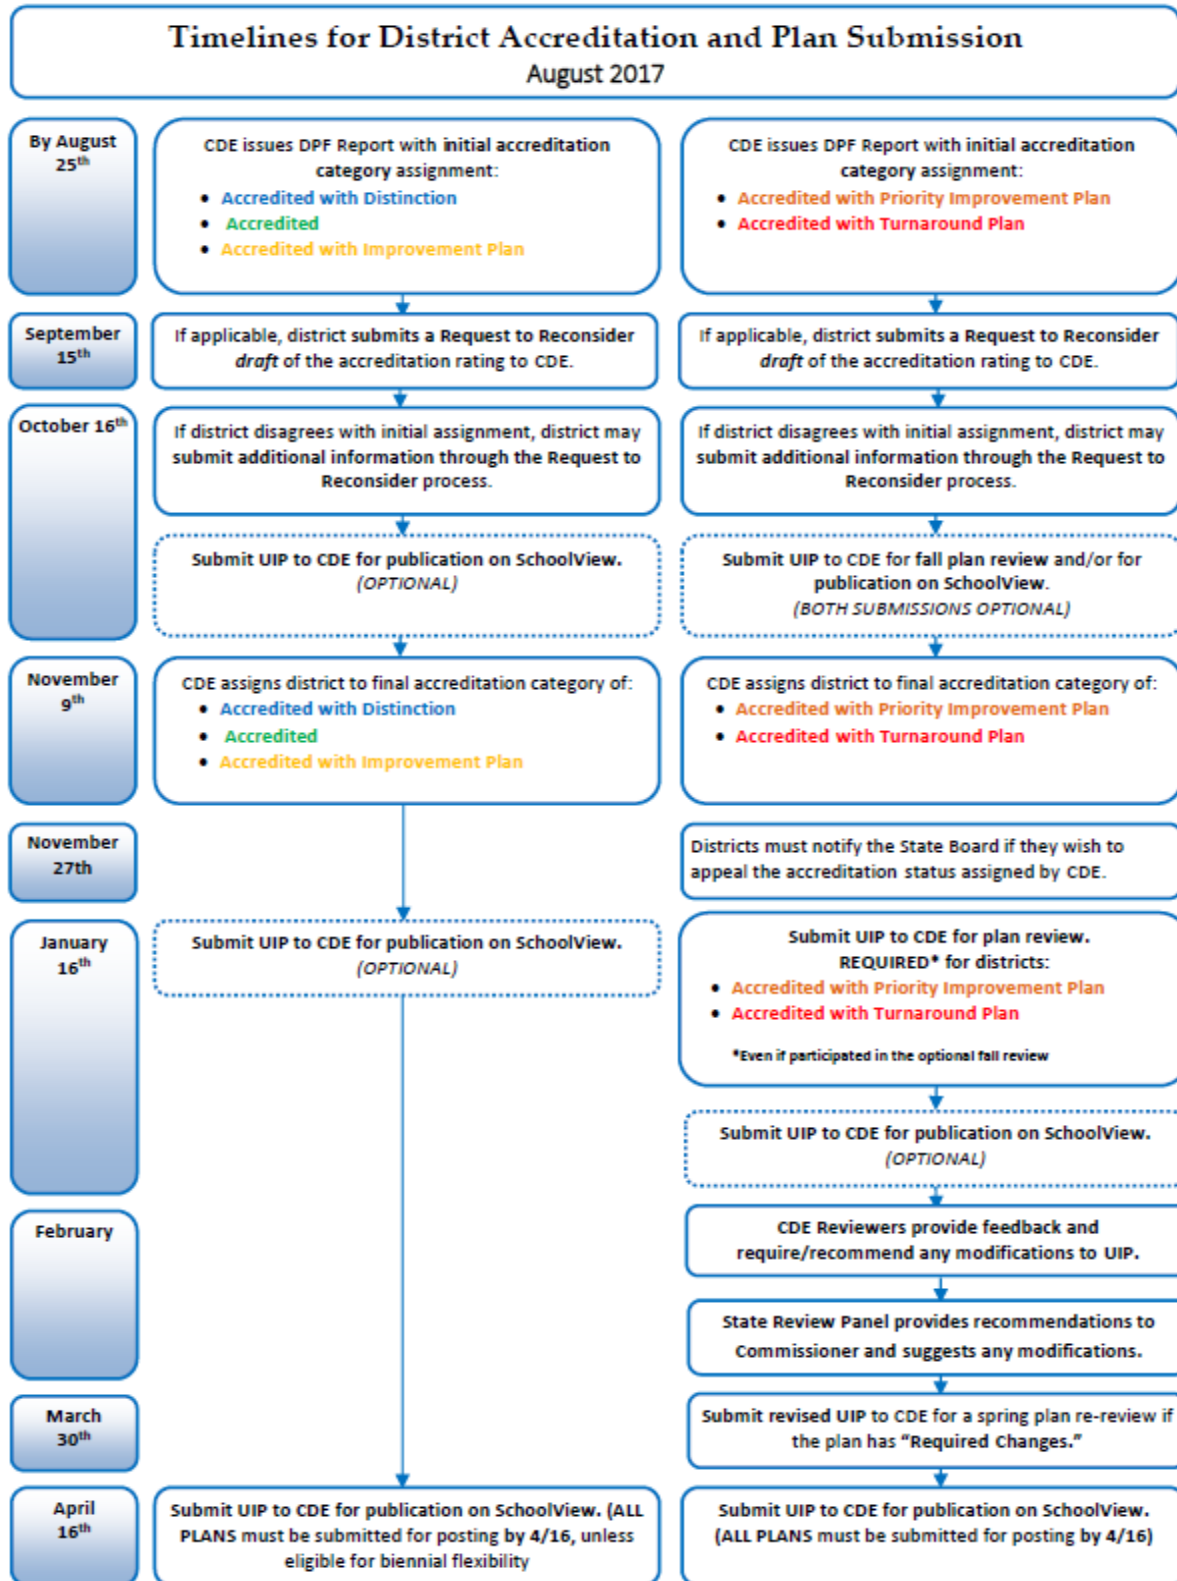 Timelines for District Accreditation and Plan Submission
August 2017
By August
25th
CDE issues DPF Report with initial accreditation
category assignment:
• Accredited with Distinction
• Accredited
• Accredited with Improvement Plan
CDE issues DPF Report with initial accreditation
category assignment:
• Accredited with Priority Improvement Plan
• Accredited with Turnaround Plan
September
15th
If applicable, district submits a Request to Reconsider
draft of the accreditation rating to CDE.
If applicable, district submits a Request to Reconsider
draft of the accreditation rating to CDE.
October 16th
If district disagrees with initial assignment, district may
submit additional information through the Request to
Reconsider process.
If district disagrees with initial assignment, district may
submit additional information through the Request to
Reconsider process.
Submit UIP to CDE for publication on SchoolView.
(OPTIONAL)
Submit UIP to CDE for fall plan review and/or for
publication on SchoolView.
(BOTH SUBMISSIONS OPTIONAL)
November
9th
CDE assigns district to final accreditation category of:
• Accredited with Distinction
• Accredited
• Accredited with Improvement Plan
CDE assigns district to final accreditation category of:
• Accredited with Priority Improvement Plan
• Accredited with Turnaround Plan
November
27th
Districts must notify the State Board if they wish to
appeal the accreditation status assigned by CDE.
January
16th
Submit UIP to CDE for publication on SchoolView.
(OPTIONAL)
Submit UIP to CDE for plan review.
REQUIRED* for districts:
• Accredited with Priority Improvement Plan
• Accredited with Turnaround Plan
*Even if participated in the optional fall review
Submit UIP to CDE for publication on SchoolView.
(OPTIONAL)
February
CDE Reviewers provide feedback and
require/recommend any modifications to UIP.
State Review Panel provides recommendations to
Commissioner and suggests any modifications.
March
30th
Submit revised UIP to CDE for a spring plan re-review if
the plan has “Required Changes.”
April
16th
Submit UIP to CDE for publication on SchoolView. (ALL
PLANS must be submitted for posting by 4/16, unless
eligible for biennial flexibility
Submit UIP to CDE for publication on SchoolView.
(ALL PLANS must be submitted for posting by 4/16)